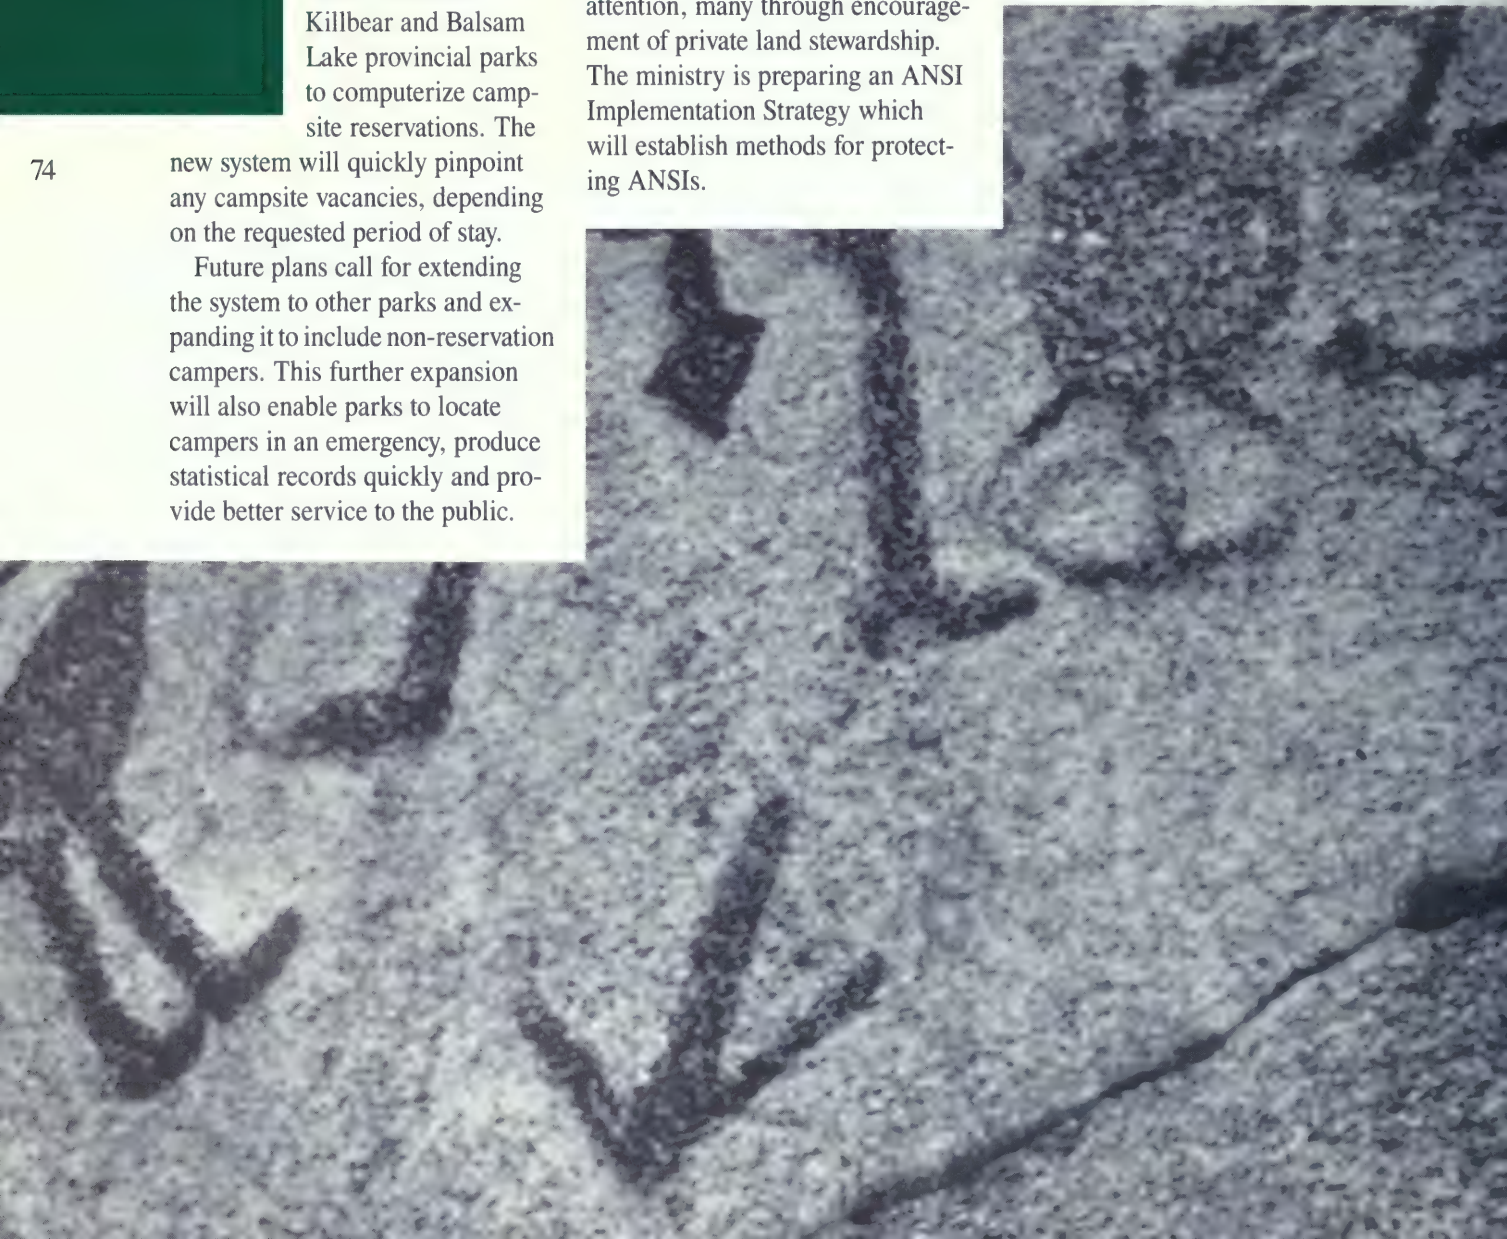 Killbear and Balsam
Lake provincial parks
to computerize camp-
site reservations. The
new system will quickly pinpoint
any campsite vacancies, depending
on the requested period of stay.
Future plans call for extending
the system to other parks and ex-
panding it to include non-reservation
campers. This further expansion
will also enable parks to locate
campers in an emergency, produce
statistical records quickly and pro-
vide better service to the public.
attention, many through encourage-
ment of private land stewardship.
The ministry is preparing an ANSI
Implementation Strategy which
will establish methods for protect-
ing ANSIs.
74